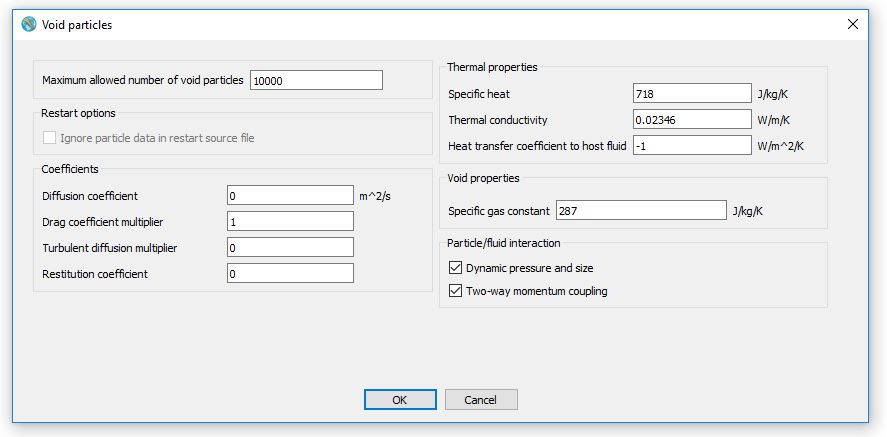 Void particles
Maximum allowed number of void particles 10000
Restart options
Ignore particle data in restart source file
Coefficients
Diffusion coefficient 0 m^2/s
Drag coefficient multiplier 1
Turbulent diffusion multiplier 0
Restitution coefficient 0
Thermal properties
Specific heat 718 J/kg/K
Thermal conductivity 0.02346 W/m/K
Heat transfer coefficient to host fluid -1 W/m^2/K
Void properties
Specific gas constant 287 J/kg/K
Particle/fluid interaction
Dynamic pressure and size
Two-way momentum coupling
OK Cancel